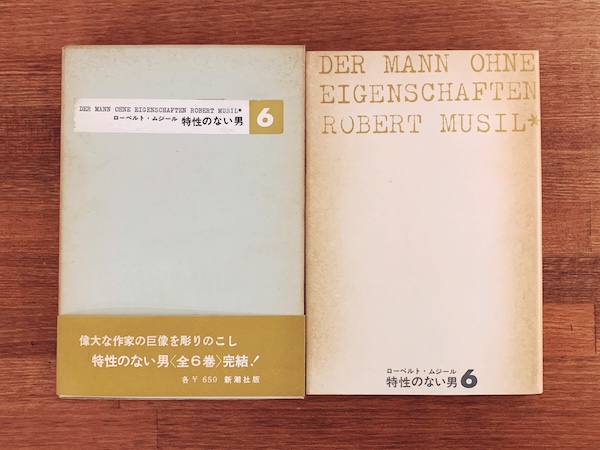 DER MANN OHNE EIGENSCHAFTEN ROBERT MUSIL*
ローベルト・ムジール 特性のない男 6
偉大な作家の巨像を彫りのこし
特性のない男〈全6巻〉完結!
各¥650 新潮社版
DER MANN OHNE
EIGENSCHAFTEN
ROBERT MUSIL*
ローベルト・ムジール
特性のない男 6